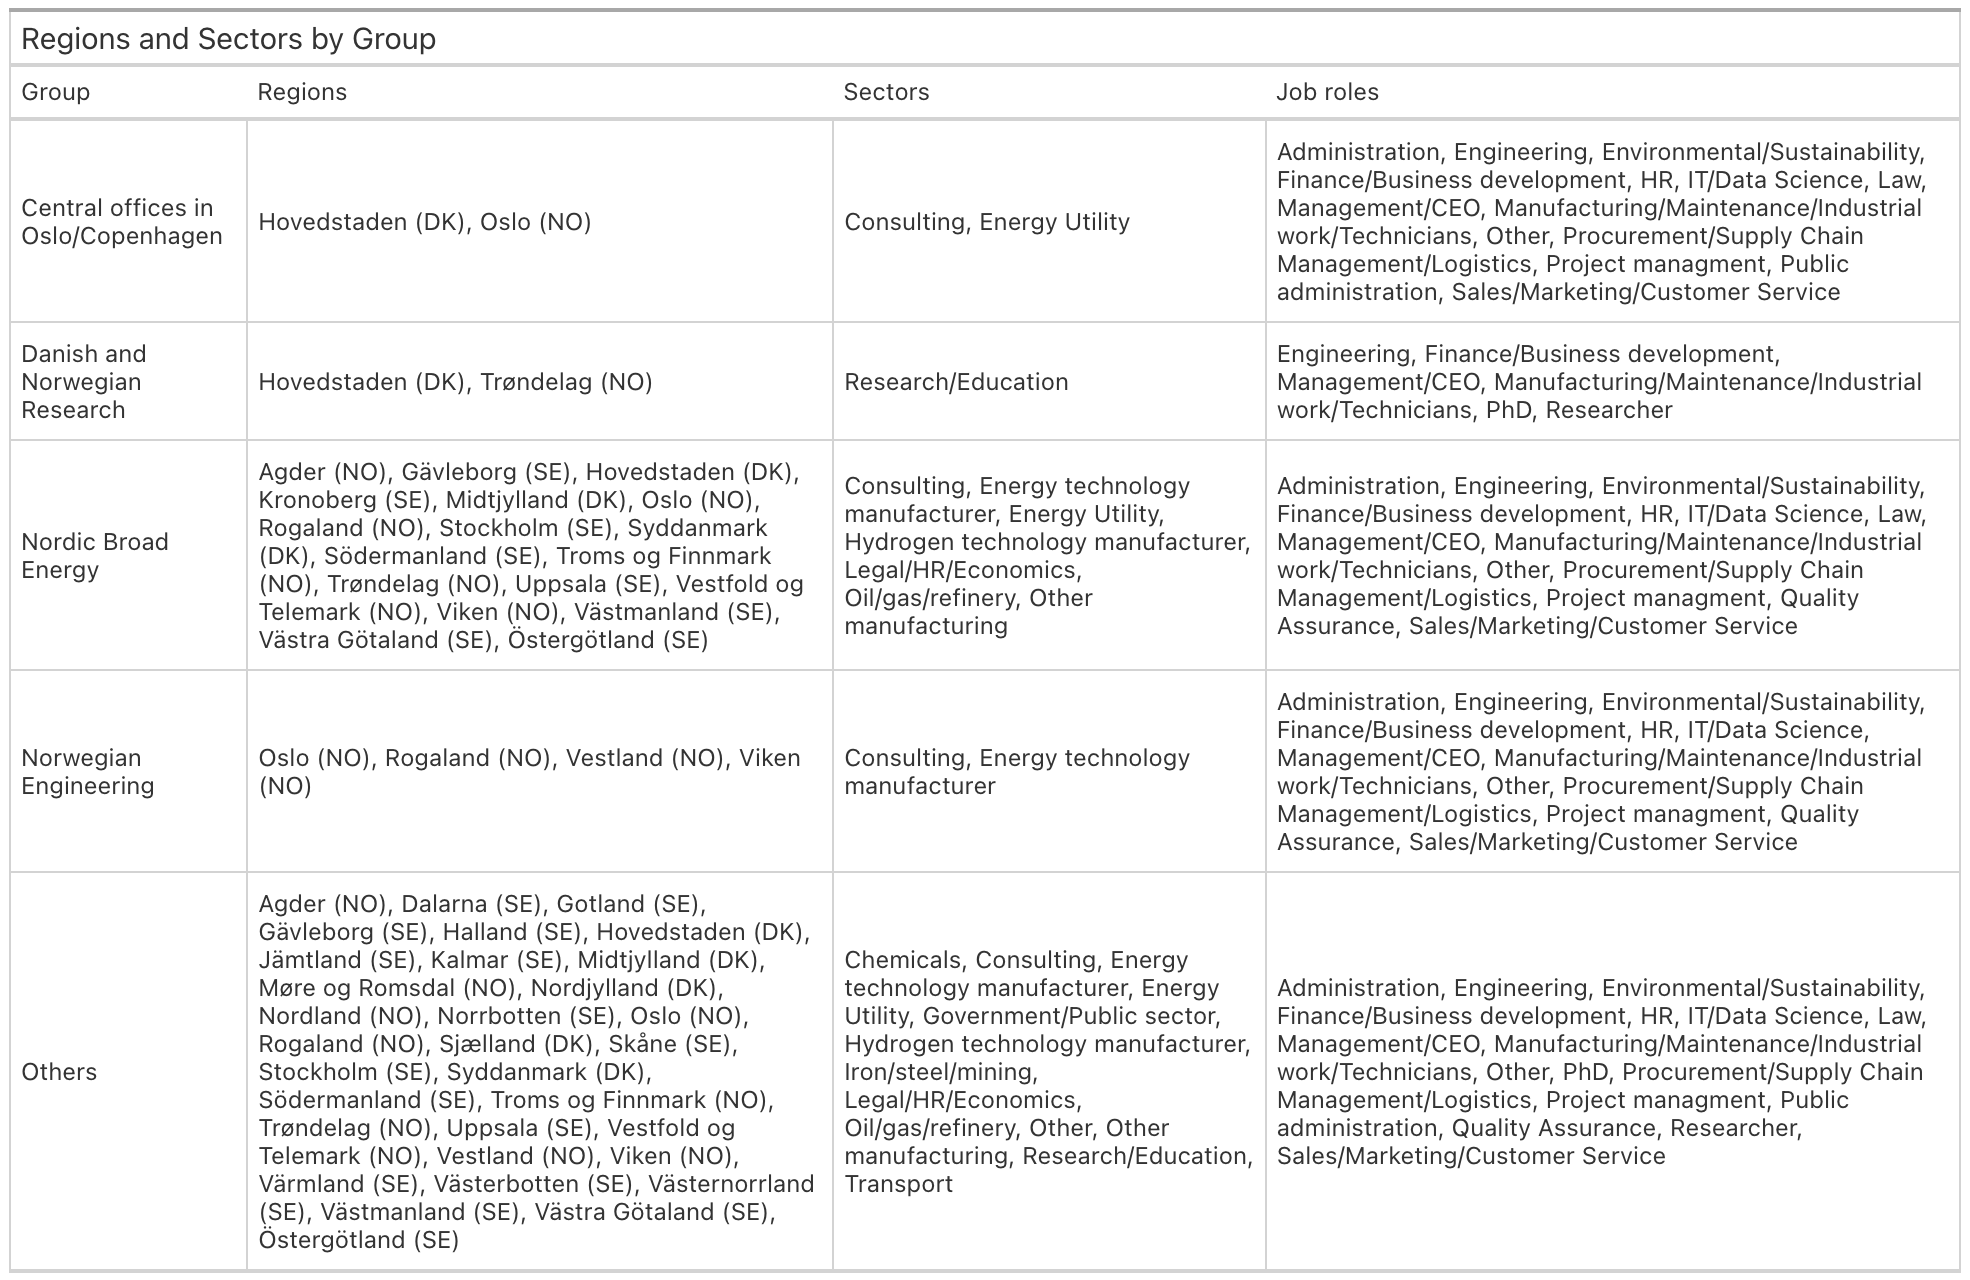 Regions and Sectors by Group
Group
Regions
Sectors
Job roles
Central offices in
Oslo/Copenhagen
Hovedstaden (DK), Oslo (NO)
Consulting, Energy Utility
Administration, Engineering, Environmental/Sustainability,
Finance/Business development, HR, IT/Data Science, Law,
Management/CEO, Manufacturing/Maintenance/Industrial
work/Technicians, Other, Procurement/Supply Chain
Management/Logistics, Project managment, Public
administration, Sales/Marketing/Customer Service
Danish and
Norwegian
Research
Hovedstaden (DK), Trøndelag (NO)
Research/Education
Engineering, Finance/Business development,
Management/CEO, Manufacturing/Maintenance/Industrial
work/Technicians, PhD, Researcher
Nordic Broad
Energy
Agder (NO), Gävleborg (SE), Hovedstaden (DK),
Kronoberg (SE), Midtjylland (DK), Oslo (NO),
Rogaland (NO), Stockholm (SE), Syddanmark
(DK), Södermanland (SE), Troms og Finnmark
(NO), Trøndelag (NO), Uppsala (SE), Vestfold og
Telemark (NO), Viken (NO), Västmanland (SE),
Västra Götaland (SE), Östergötland (SE)
Consulting, Energy technology
manufacturer, Energy Utility,
Hydrogen technology manufacturer,
Legal/HR/Economics,
Oil/gas/refinery, Other
manufacturing
Administration, Engineering, Environmental/Sustainability,
Finance/Business development, HR, IT/Data Science, Law,
Management/CEO, Manufacturing/Maintenance/Industrial
work/Technicians, Other, Procurement/Supply Chain
Management/Logistics, Project managment, Quality
Assurance, Sales/Marketing/Customer Service
Norwegian
Engineering
Oslo (NO), Rogaland (NO), Vestland (NO), Viken
(NO)
Consulting, Energy technology
manufacturer
Administration, Engineering, Environmental/Sustainability,
Finance/Business development, HR, IT/Data Science,
Management/CEO, Manufacturing/Maintenance/Industrial
work/Technicians, Other, Procurement/Supply Chain
Management/Logistics, Project managment, Quality
Assurance, Sales/Marketing/Customer Service
Others
Agder (NO), Dalarna (SE), Gotland (SE),
Gävleborg (SE), Halland (SE), Hovedstaden (DK),
Jämtland (SE), Kalmar (SE), Midtjylland (DK),
Møre og Romsdal (NO), Nordjylland (DK),
Nordland (NO), Norrbotten (SE), Oslo (NO),
Rogaland (NO), Sjælland (DK), Skåne (SE),
Stockholm (SE), Syddanmark (DK),
Södermanland (SE), Troms og Finnmark (NO),
Trøndelag (NO), Uppsala (SE), Vestfold og
Telemark (NO), Vestland (NO), Viken (NO),
Värmland (SE), Västerbotten (SE), Västernorrland
(SE), Västmanland (SE), Västra Götaland (SE),
Östergötland (SE)
Chemicals, Consulting, Energy
technology manufacturer, Energy
Utility, Government/Public sector,
Hydrogen technology manufacturer,
Iron/steel/mining,
Legal/HR/Economics,
Oil/gas/refinery, Other, Other
manufacturing, Research/Education,
Transport
Administration, Engineering, Environmental/Sustainability,
Finance/Business development, HR, IT/Data Science, Law,
Management/CEO, Manufacturing/Maintenance/Industrial
work/Technicians, Other, PhD, Procurement/Supply Chain
Management/Logistics, Project managment, Public
administration, Quality Assurance, Researcher,
Sales/Marketing/Customer Service